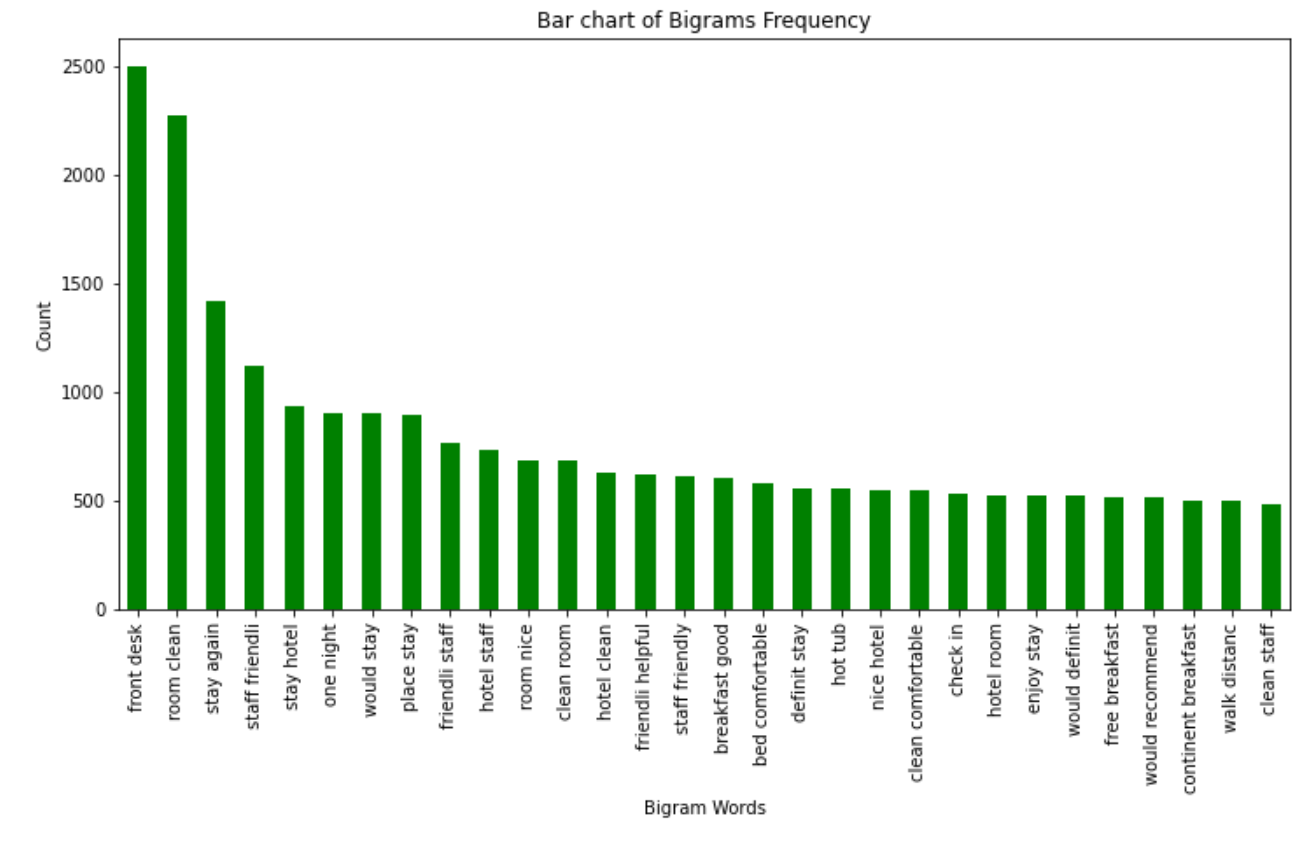 Bar chart of Bigrams Frequency
2500
2000
1500
1000
500
0
Count
front desk
room clean
stay again
staff friendli
stay hotel
one night
would stay
place stay
friendli staff
hotel staff
room nice
clean room
hotel clean
friendli helpful
staff friendly
breakfast good
bed comfortable
definit stay
hot tub
nice hotel
clean comfortable
check in
hotel room
enjoy stay
would definit
free breakfast
would recommend
continent breakfast
walk distanc
clean staff
Bigram Words